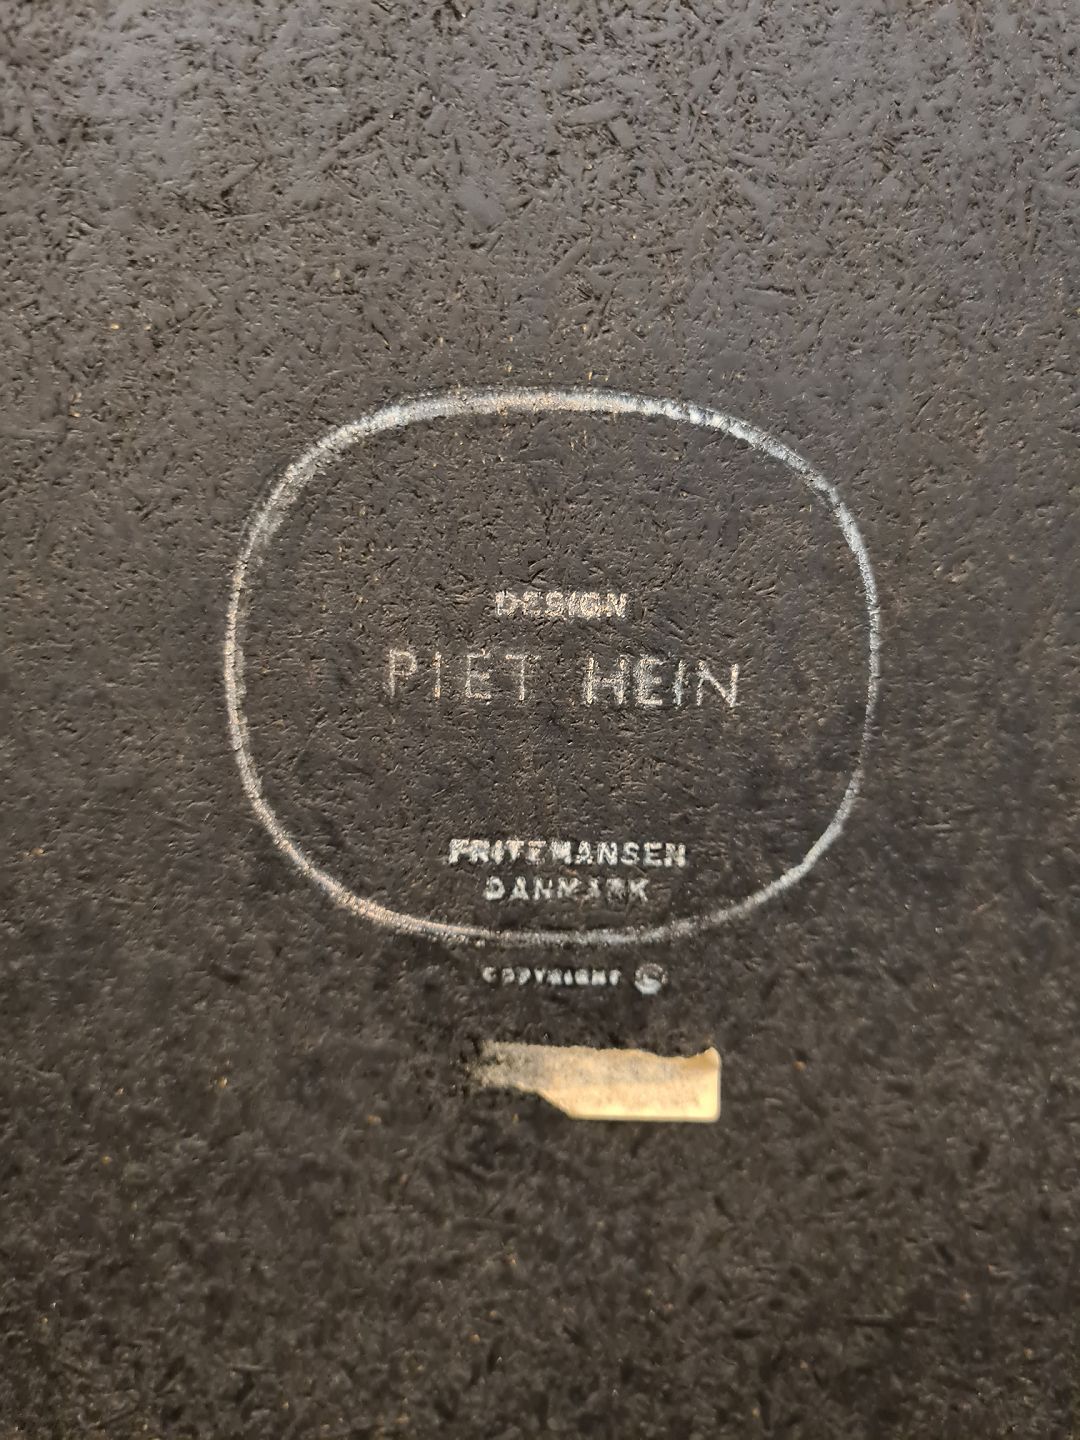 DESIGN
PIET HEIN
FRITZ HANSEN
DANMARK
COPYRIGHT ©